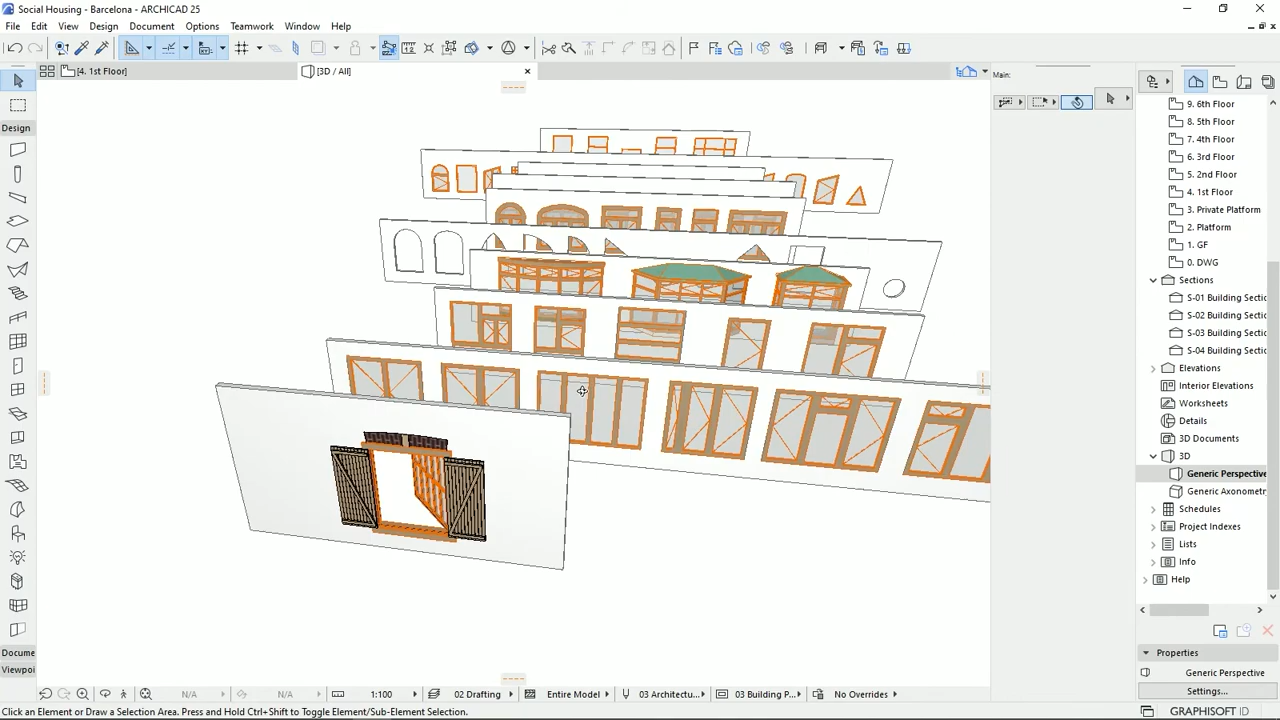 Social Housing - Barcelona - ARCHICAD 25
File Edit View Design Document Options Teamwork Window Help
[4. 1st Floor]
[3D / All]
Main:
Design
9. 6th Floor
8. 5th Floor
7. 4th Floor
6. 3rd Floor
5. 2nd Floor
4. 1st Floor
3. Private Platform
2. Platform
1. GF
0. DWG
Sections
S-01 Building Sectic
S-02 Building Sectic
S-03 Building Sectic
S-04 Building Sectic
Elevations
Interior Elevations
Worksheets
Details
3D Documents
3D
Generic Perspective
Generic Axonometr
Schedules
Project Indexes
Lists
Info
Help
Docume
Viewpoi
Properties
Generic Perspective
Settings...
N/A
N/A
1:100
02 Drafting
Entire Model
03 Architectu...
03 Building P...
No Overrides
Click an Element or Draw a Selection Area. Press and Hold Ctrl+Shift to Toggle Element/Sub-Element Selection.
GRAPHISOFT ID